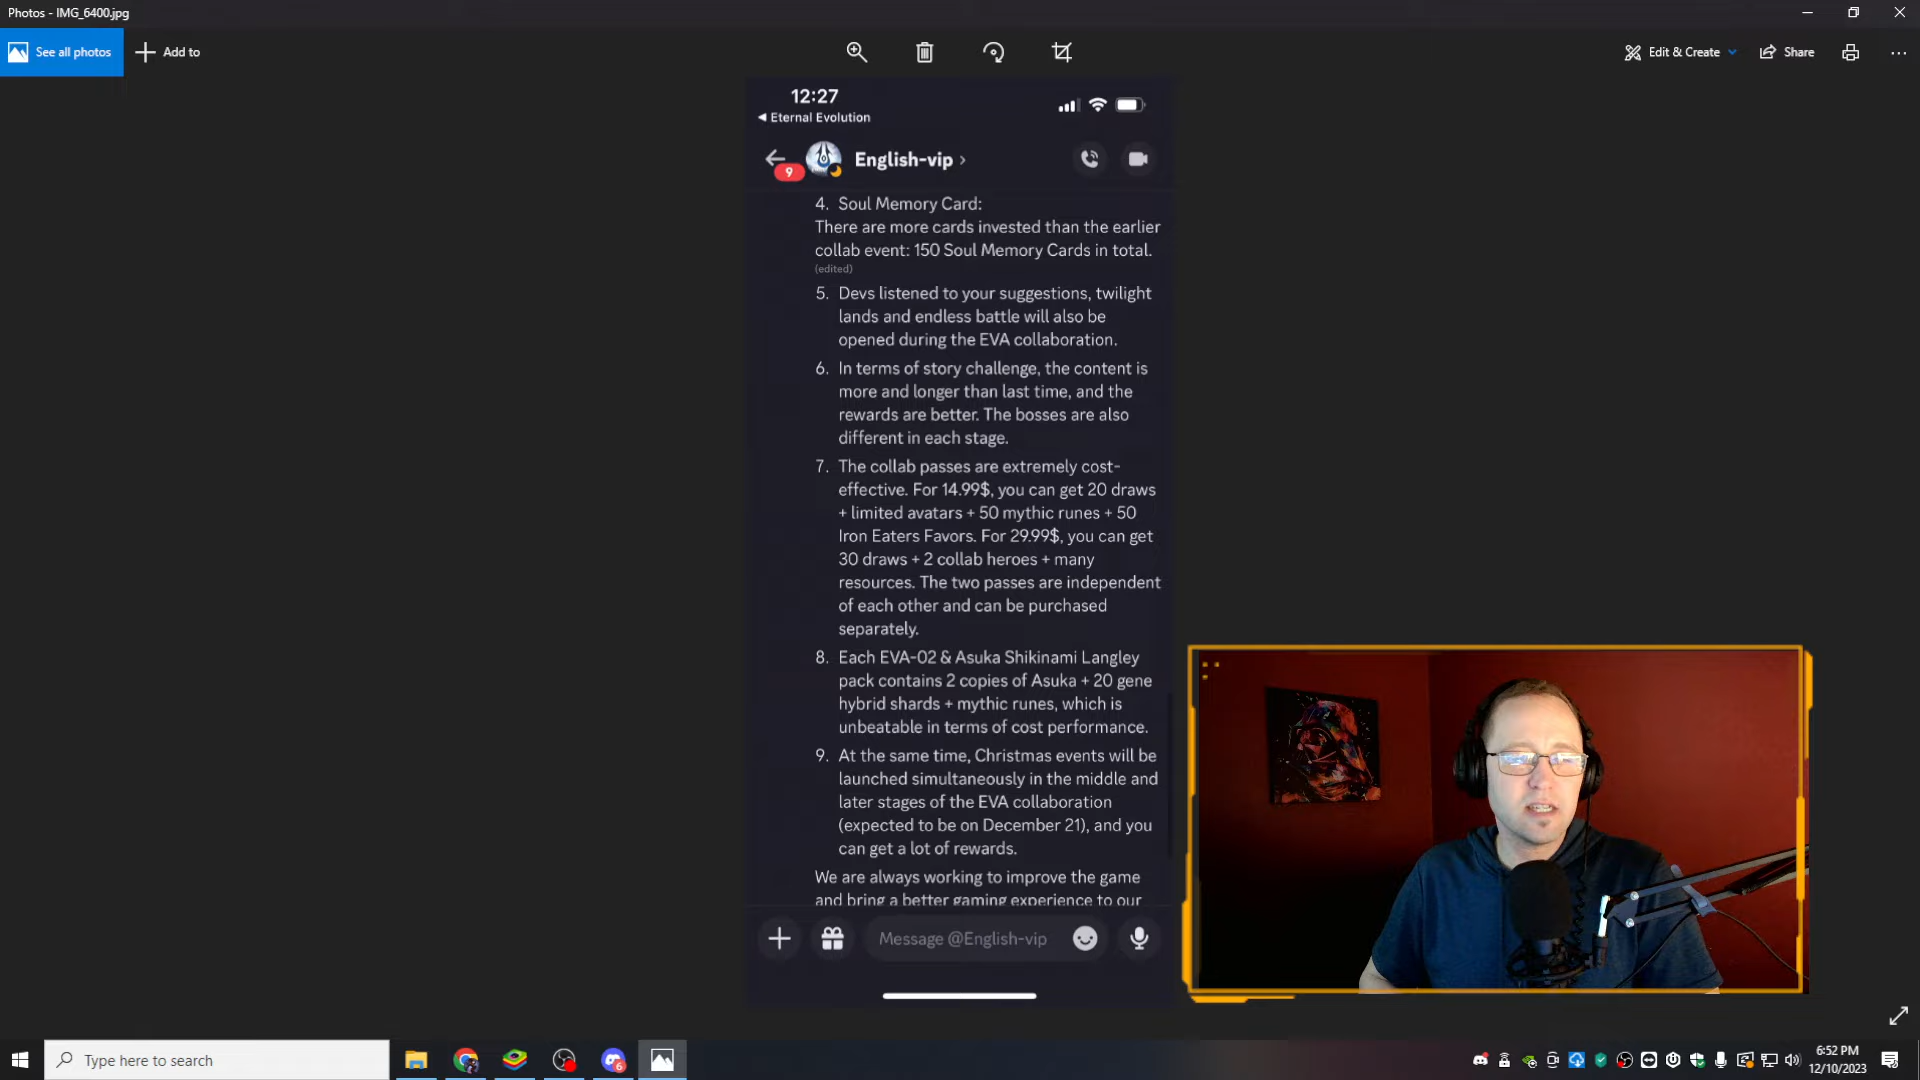 Photos - IMG_6400.jpg
See all photos
Add to
Edit & Create
Share
12:27
Eternal Evolution
9
English-vip
4. Soul Memory Card:
There are more cards invested than the earlier
collab event: 150 Soul Memory Cards in total.
(edited)
5. Devs listened to your suggestions, twilight
lands and endless battle will also be
opened during the EVA collaboration.
6. In terms of story challenge, the content is
more and longer than last time, and the
rewards are better. The bosses are also
different in each stage.
7. The collab passes are extremely cost-
effective. For 14.99$, you can get 20 draws
+ limited avatars + 50 mythic runes + 50
Iron Eaters Favors. For 29.99$, you can get
30 draws + 2 collab heroes + many
resources. The two passes are independent
of each other and can be purchased
separately.
8. Each EVA-02 & Asuka Shikinami Langley
pack contains 2 copies of Asuka + 20 gene
hybrid shards + mythic runes, which is
unbeatable in terms of cost performance.
9. At the same time, Christmas events will be
launched simultaneously in the middle and
later stages of the EVA collaboration
(expected to be on December 21), and you
can get a lot of rewards.
We are always working to improve the game
and bring a better gaming experience to our
Message @English-vip
Type here to search
6
6:52 PM
12/10/2023